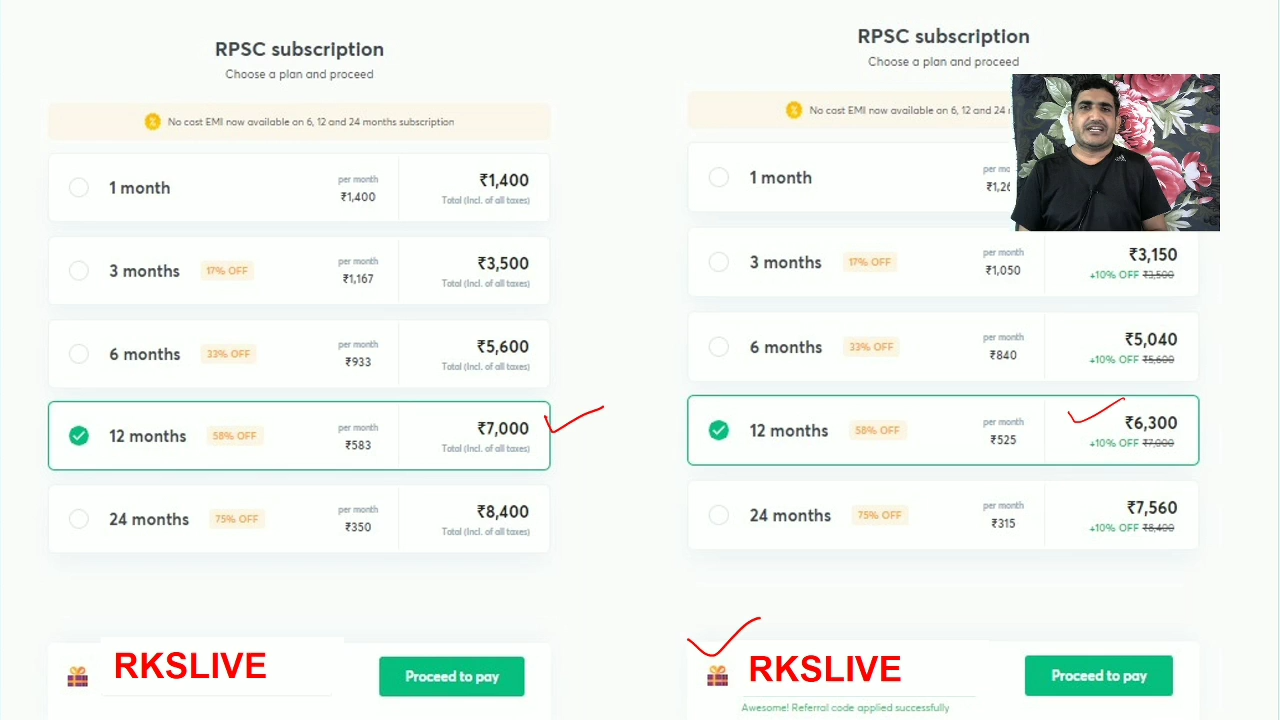 RPSC subscription
Choose a plan and proceed
No cost EMI now available on 6, 12 and 24 months subscription
1 month
per month
₹1,400
₹1,400
Total (Incl. of all taxes)
3 months
17% OFF
per month
₹1,167
₹3,500
Total (Incl. of all taxes)
6 months
33% OFF
per month
₹933
₹5,600
Total (Incl. of all taxes)
12 months
58% OFF
per month
₹583
₹7,000
Total (Incl. of all taxes)
24 months
75% OFF
per month
₹350
₹8,400
Total (Incl. of all taxes)
RKSLIVE
Proceed to pay
RPSC subscription
Choose a plan and proceed
No cost EMI now available on 6, 12 and 24
1 month
per
3 months
17% OFF
per month
₹1,050
₹3,150
+10% OFF ₹3,500
6 months
33% OFF
per month
₹840
₹5,040
+10% OFF ₹5,600
12 months
58% OFF
per month
₹525
₹6,300
+10% OFF ₹7,000
24 months
75% OFF
per month
₹315
₹7,560
+10% OFF ₹8,400
RKSLIVE
Proceed to pay
Awesome! Referral code applied successfully